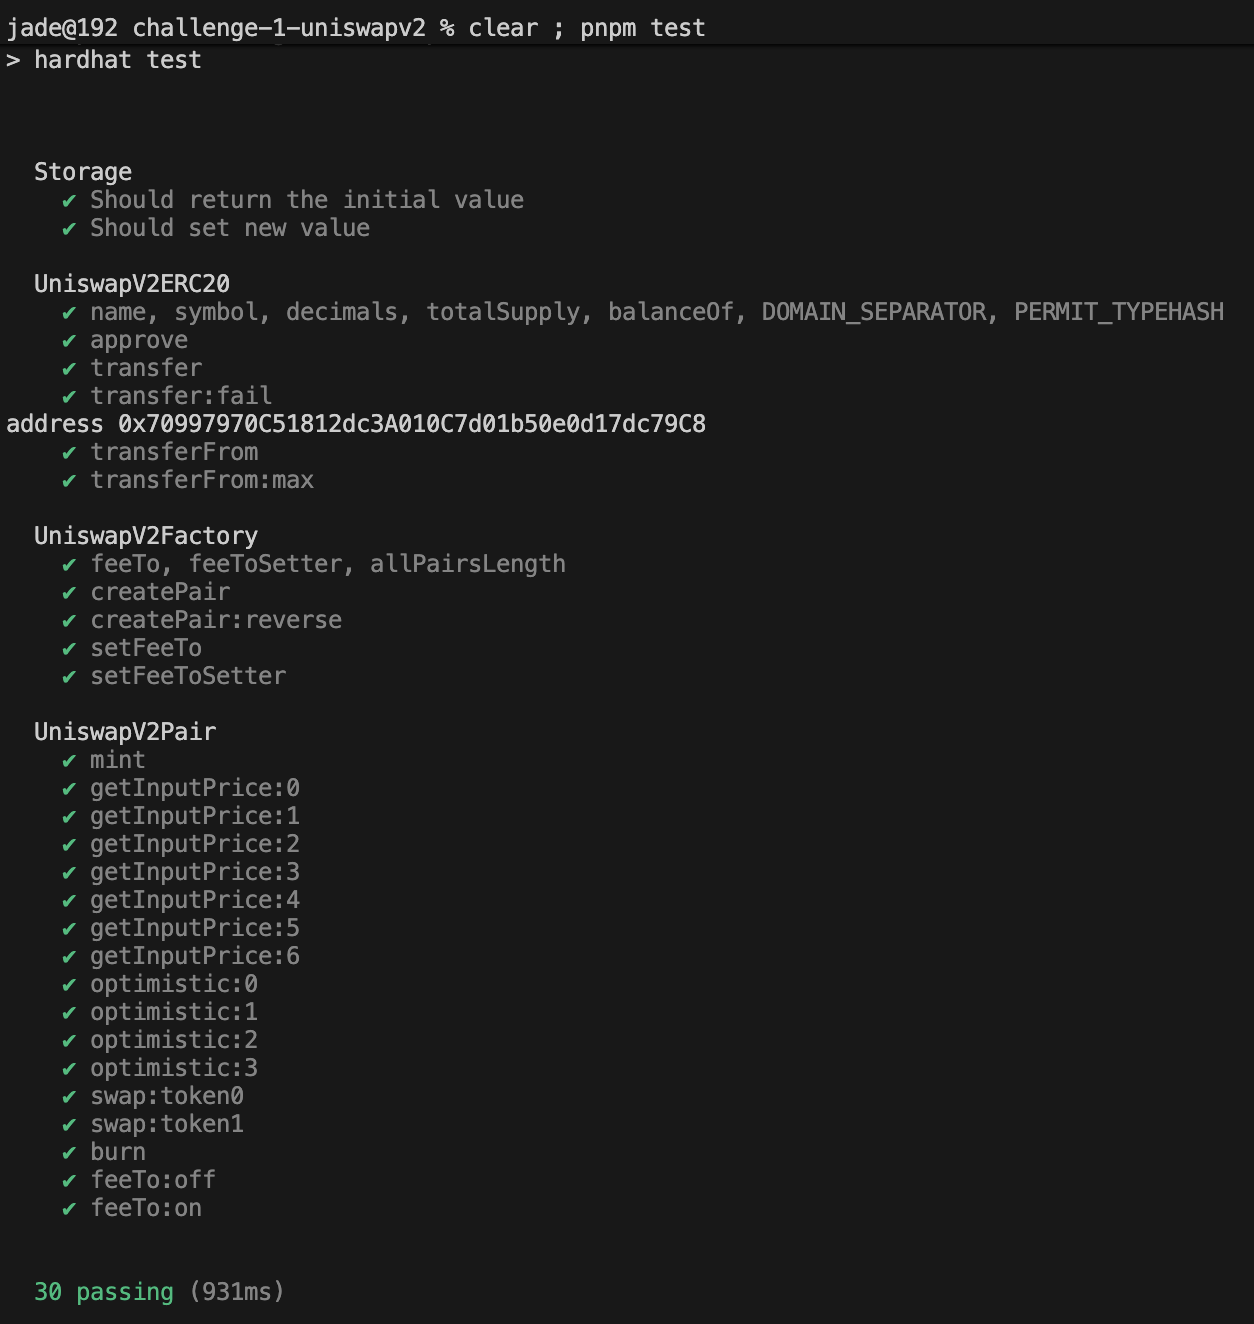 jade@192 challenge-1-uniswapv2 % clear ; pnpm test
> hardhat test
Storage
✔ Should return the initial value
✔ Should set new value
UniswapV2ERC20
✔ name, symbol, decimals, totalSupply, balanceOf, DOMAIN_SEPARATOR, PERMIT_TYPEHASH
✔ approve
✔ transfer
✔ transfer:fail
address 0x70997970C51812dc3A010C7d01b50e0d17dc79C8
✔ transferFrom
✔ transferFrom:max
UniswapV2Factory
✔ feeTo, feeToSetter, allPairsLength
✔ createPair
✔ createPair:reverse
✔ setFeeTo
✔ setFeeToSetter
UniswapV2Pair
✔ mint
✔ getInputPrice:0
✔ getInputPrice:1
✔ getInputPrice:2
✔ getInputPrice:3
✔ getInputPrice:4
✔ getInputPrice:5
✔ getInputPrice:6
✔ optimistic:0
✔ optimistic:1
✔ optimistic:2
✔ optimistic:3
✔ swap:token0
✔ swap:token1
✔ burn
✔ feeTo:off
✔ feeTo:on
30 passing (931ms)